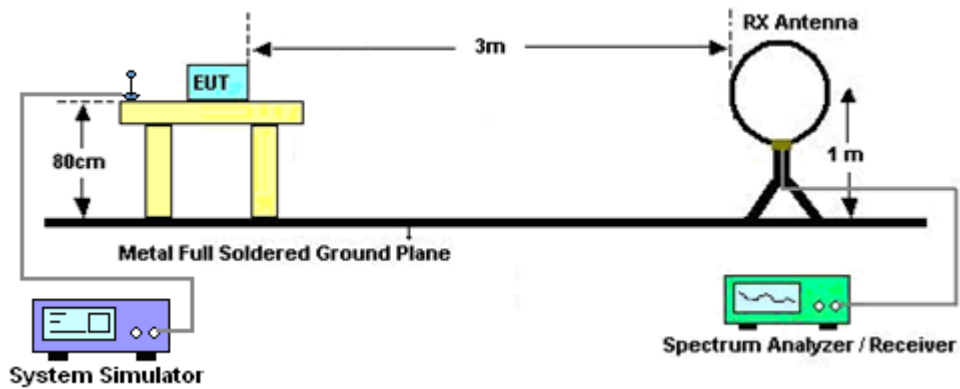 RX Antenna
3m
EUT
80cm
1 m
Metal Full Soldered Ground Plane
System Simulator
Spectrum Analyzer / Receiver